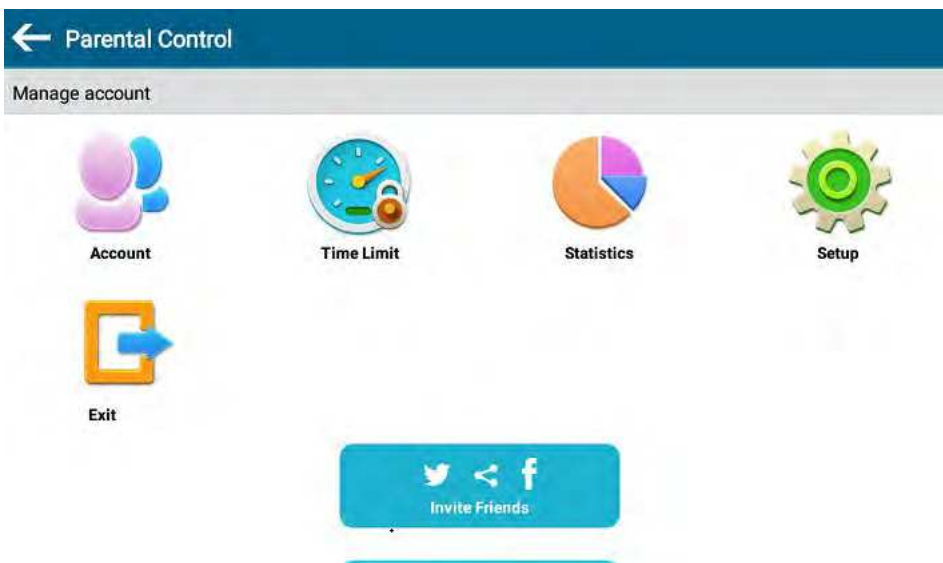 Parental Control
Manage account
Account
Time Limit
Statistics
Setup
Exit
Invite Friends